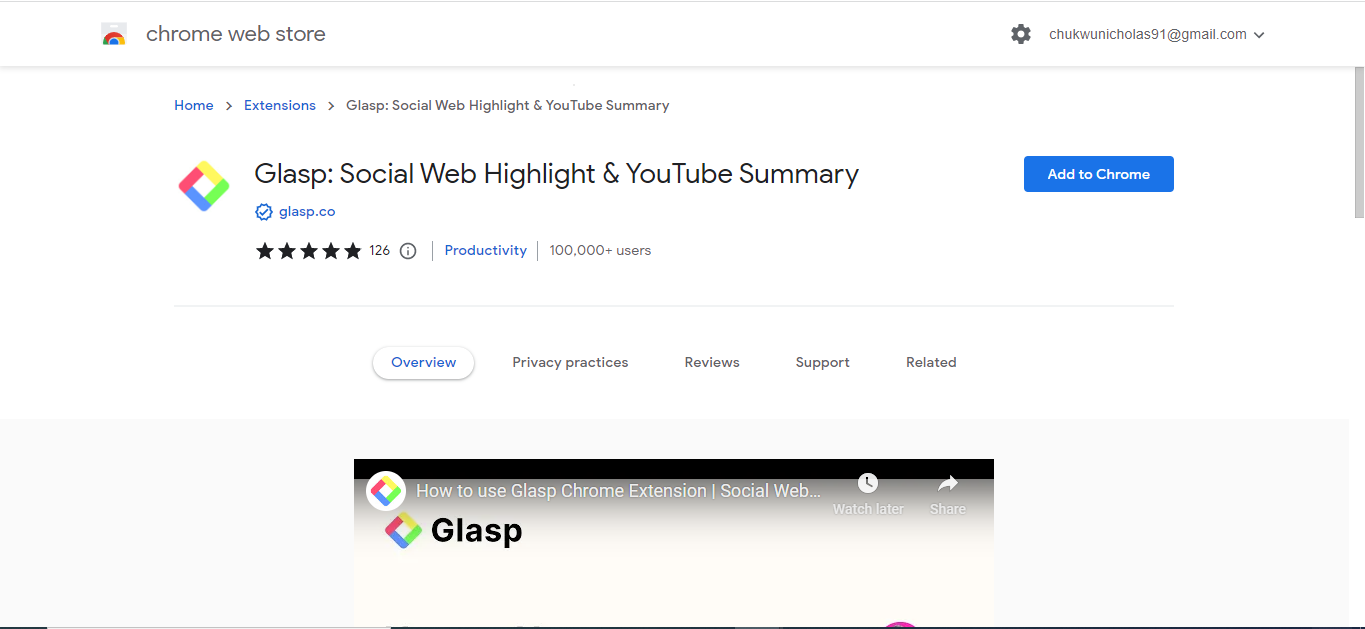 chrome web store
chukwunicholas91@gmail.com
Home > Extensions > Glasp: Social Web Highlight & YouTube Summary
Glasp: Social Web Highlight & YouTube Summary
Add to Chrome
glasp.co
126 Productivity 100,000+ users
Overview Privacy practices Reviews Support Related
How to use Glasp Chrome Extension | Social Web...
Watch later Share
Glasp